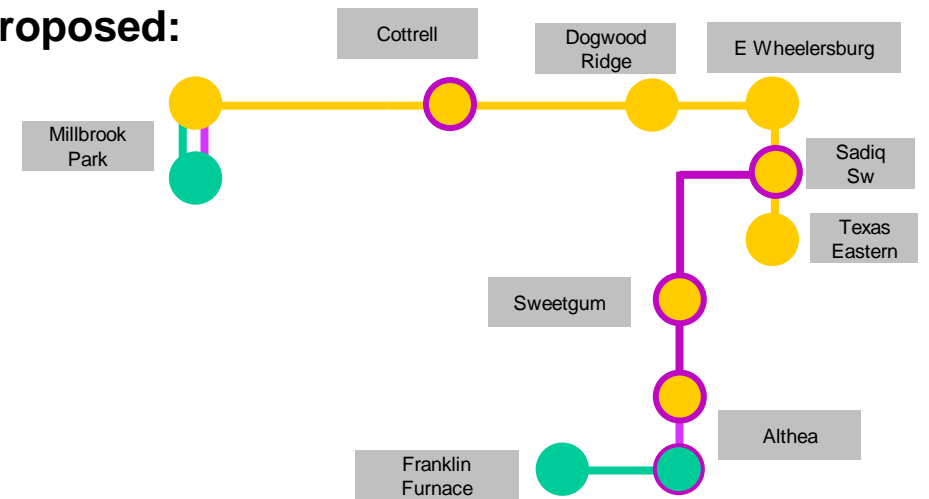 roposed:
Cottrell
Dogwood
Ridge
E Wheelersburg
Millbrook
Park
Sadiq
Sw
Texas
Eastern
Sweetgum
Althea
Franklin
Furnace